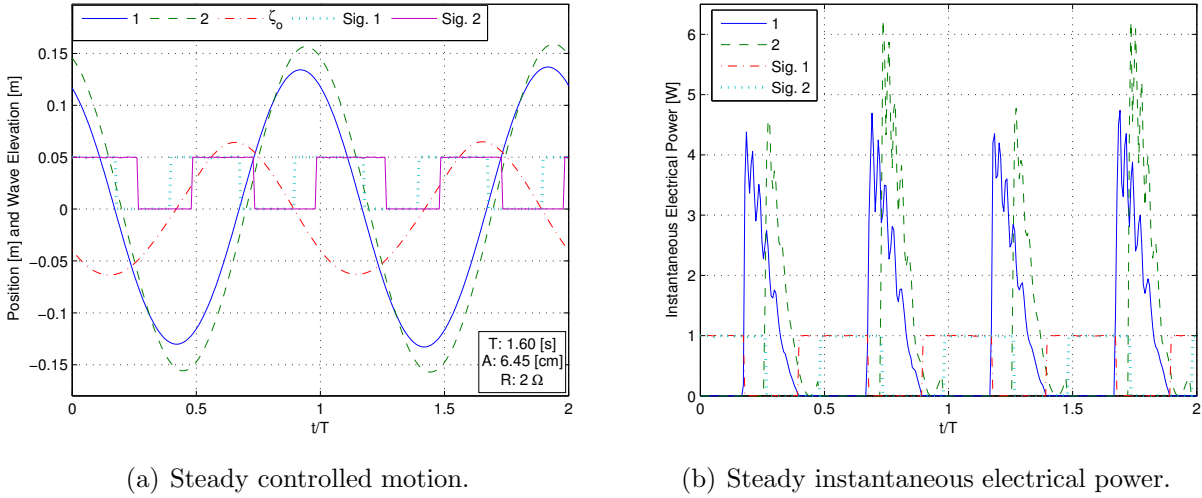 1 2 ζo Sig. 1 Sig. 2
0.15
0.1
0.05
0
−0.05
−0.1
−0.15
Position [m] and Wave Elevation [m]
T: 1.60 [s]
A: 6.45 [cm]
R: 2 Ω
0 0.5 1 1.5 2
t/T
(a) Steady controlled motion.
1
2
Sig. 1
Sig. 2
6
5
4
3
2
1
0
Instantaneous Electrical Power [W]
0 0.5 1 1.5 2
t/T
(b) Steady instantaneous electrical power.